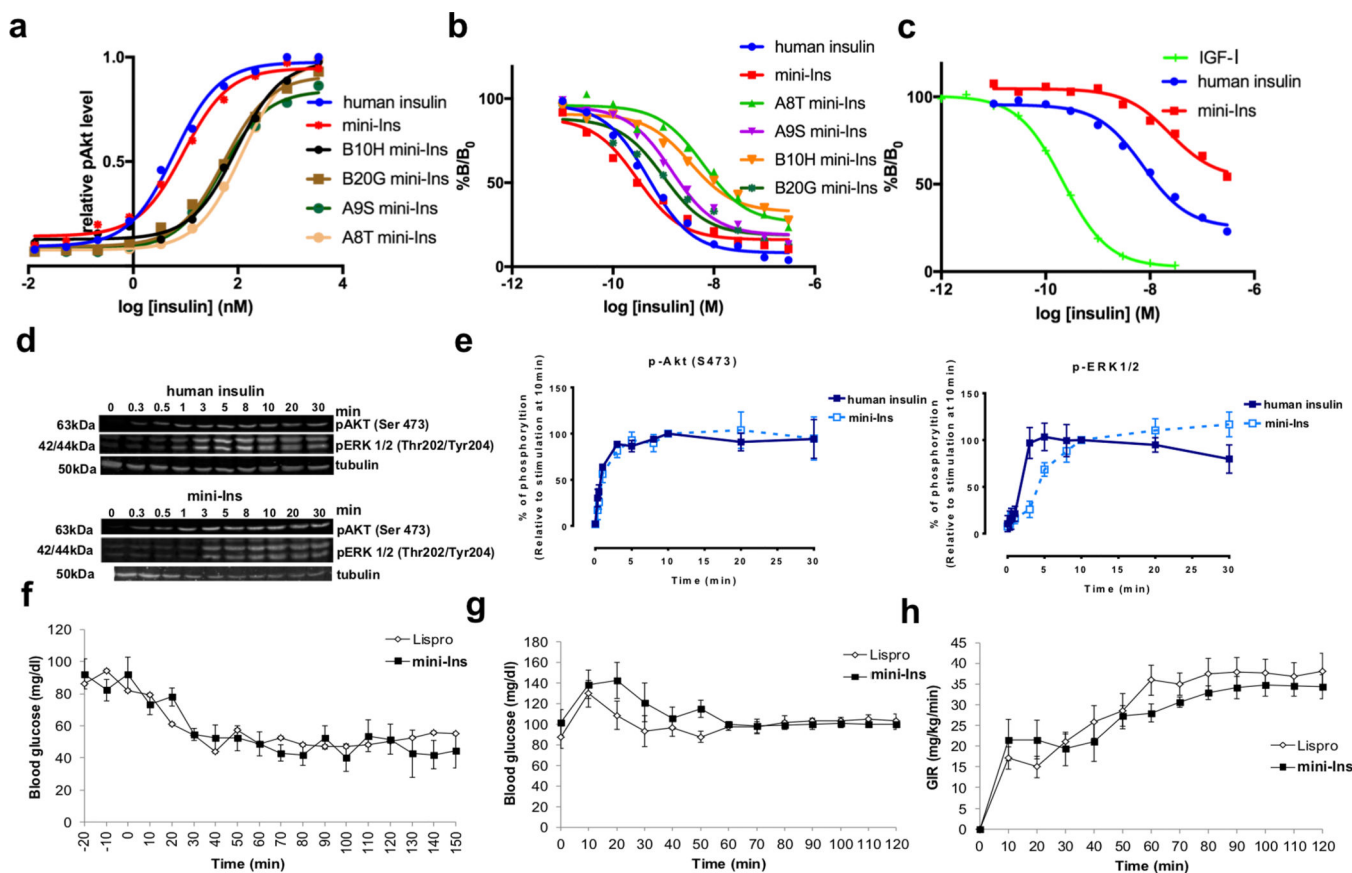 a
relative pAkt level
1.0
0.5
-2
0
2
4
log [insulin] (nM)
human insulin
mini-Ins
B10H mini-Ins
B20G mini-Ins
A9S mini-Ins
A8T mini-Ins
b
%B/B0
100
50
0
-12
-10
-8
-6
log [insulin] (M)
human insulin
mini-Ins
A8T mini-Ins
A9S mini-Ins
B10H mini-Ins
B20G mini-Ins
c
%B/B0
100
50
0
-12
-10
-8
-6
log [insulin] (M)
IGF-I
human insulin
mini-Ins
d
human insulin
0 0.3 0.5 1 3 5 8 10 20 30 min
63kDa pAKT (Ser 473)
42/44kDa pERK 1/2 (Thr202/Tyr204)
50kDa tubulin
mini-Ins
0 0.3 0.5 1 3 5 8 10 20 30 min
63kDa pAKT (Ser 473)
42/44kDa pERK 1/2 (Thr202/Tyr204)
50kDa tubulin
e
p-Akt (S473)
% of phosphoryltion
(Relative to stimulation at 10min)
150
100
50
0
0 5 10 15 20 25 30
Time (min)
human insulin
mini-Ins
p-ERK1/2
% of phosphoryltion
(Relative to stimulation at 10min)
150
100
50
0
0 5 10 15 20 25 30
Time (min)
human insulin
mini-Ins
f
Blood glucose (mg/dl)
120
100
80
60
40
20
0
-20 -10 0 10 20 30 40 50 60 70 80 90 100 110 120 130 140 150
Time (min)
Lispro
mini-Ins
g
Blood glucose (mg/dl)
180
160
140
120
100
80
60
40
20
0
0 10 20 30 40 50 60 70 80 90 100 110 120
Time (min)
Lispro
mini-Ins
h
GIR (mg/kg/min)
45
40
35
30
25
20
15
10
5
0
0 10 20 30 40 50 60 70 80 90 100 110 120
Time (min)
Lispro
mini-Ins